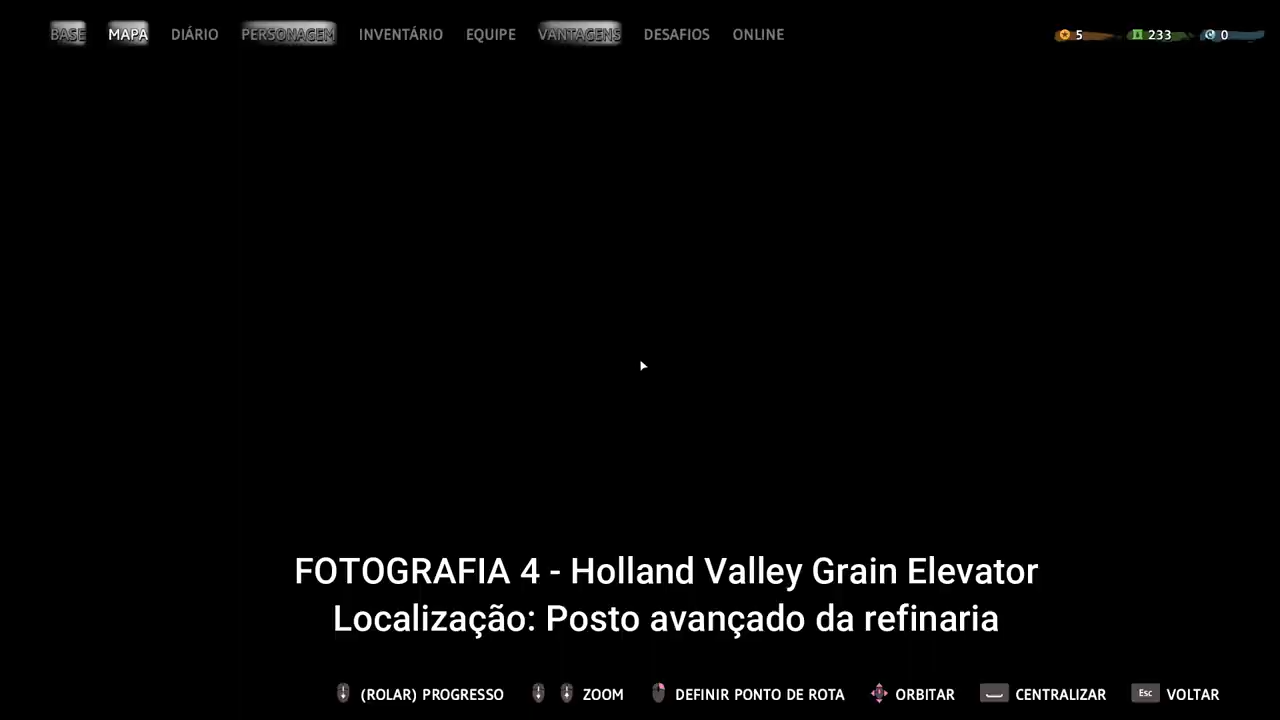 BASE MAPA DIÁRIO PERSONAGEM INVENTÁRIO EQUIPE VANTAGENS DESAFIOS ONLINE 5 233 0
FOTOGRAFIA 4 - Holland Valley Grain Elevator
Localização: Posto avançado da refinaria
(ROLAR) PROGRESSO ZOOM DEFINIR PONTO DE ROTA ORBITAR CENTRALIZAR Esc VOLTAR